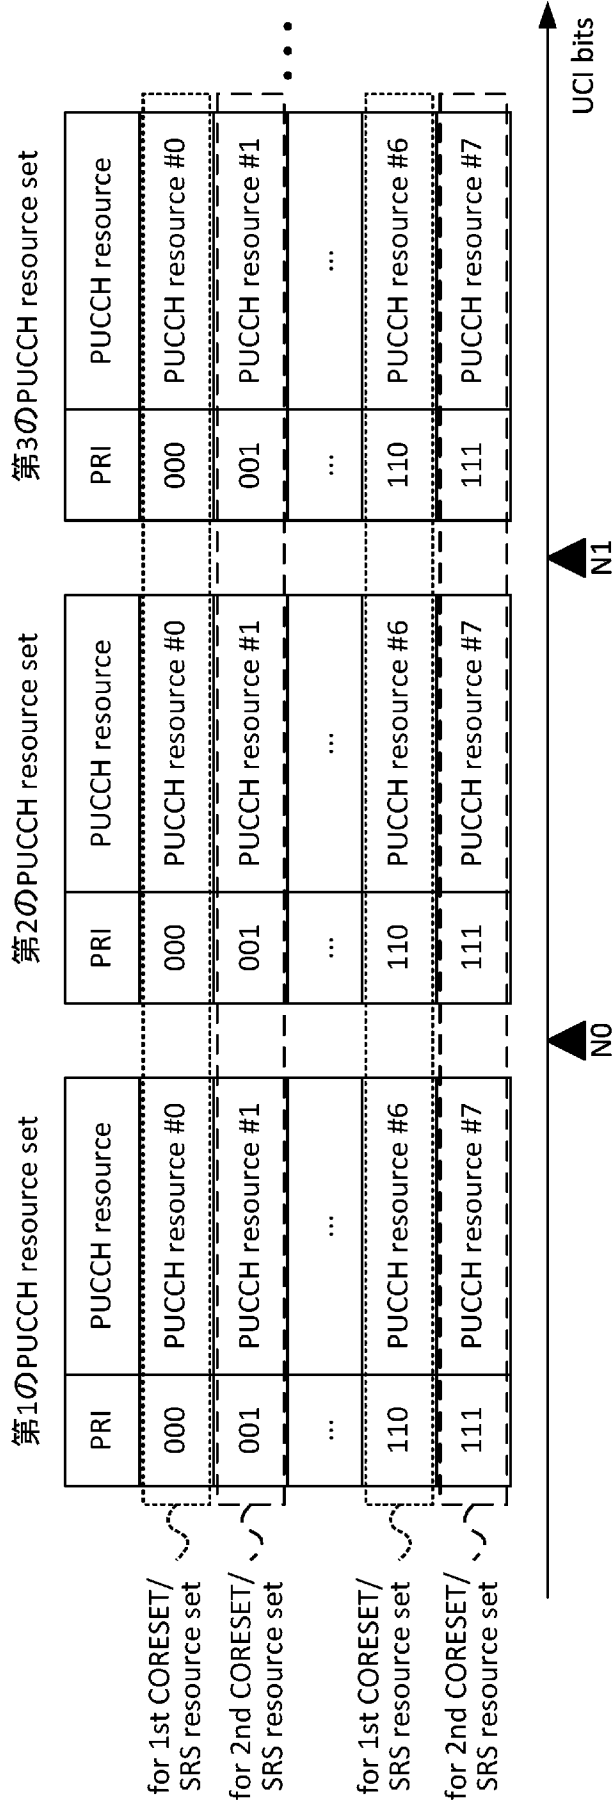 第1のPUCCH resource set
PRI
PUCCH resource
000
PUCCH resource #0
001
PUCCH resource #1
...
...
110
PUCCH resource #6
111
PUCCH resource #7
第2のPUCCH resource set
PRI
PUCCH resource
000
PUCCH resource #0
001
PUCCH resource #1
...
...
110
PUCCH resource #6
111
PUCCH resource #7
第3のPUCCH resource set
PRI
PUCCH resource
000
PUCCH resource #0
001
PUCCH resource #1
...
...
110
PUCCH resource #6
111
PUCCH resource #7
for 1st CORESET/
SRS resource set
for 2nd CORESET/
SRS resource set
for 1st CORESET/
SRS resource set
for 2nd CORESET/
SRS resource set
N0
N1
UCI bits